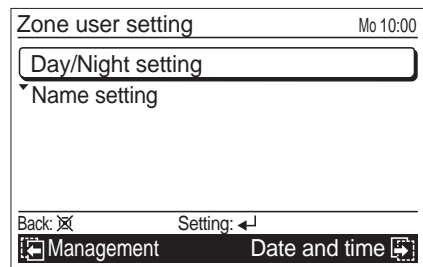 Zone user setting Mo 10:00
Day/Night setting
Name setting
Back: Setting:
Management Date and time